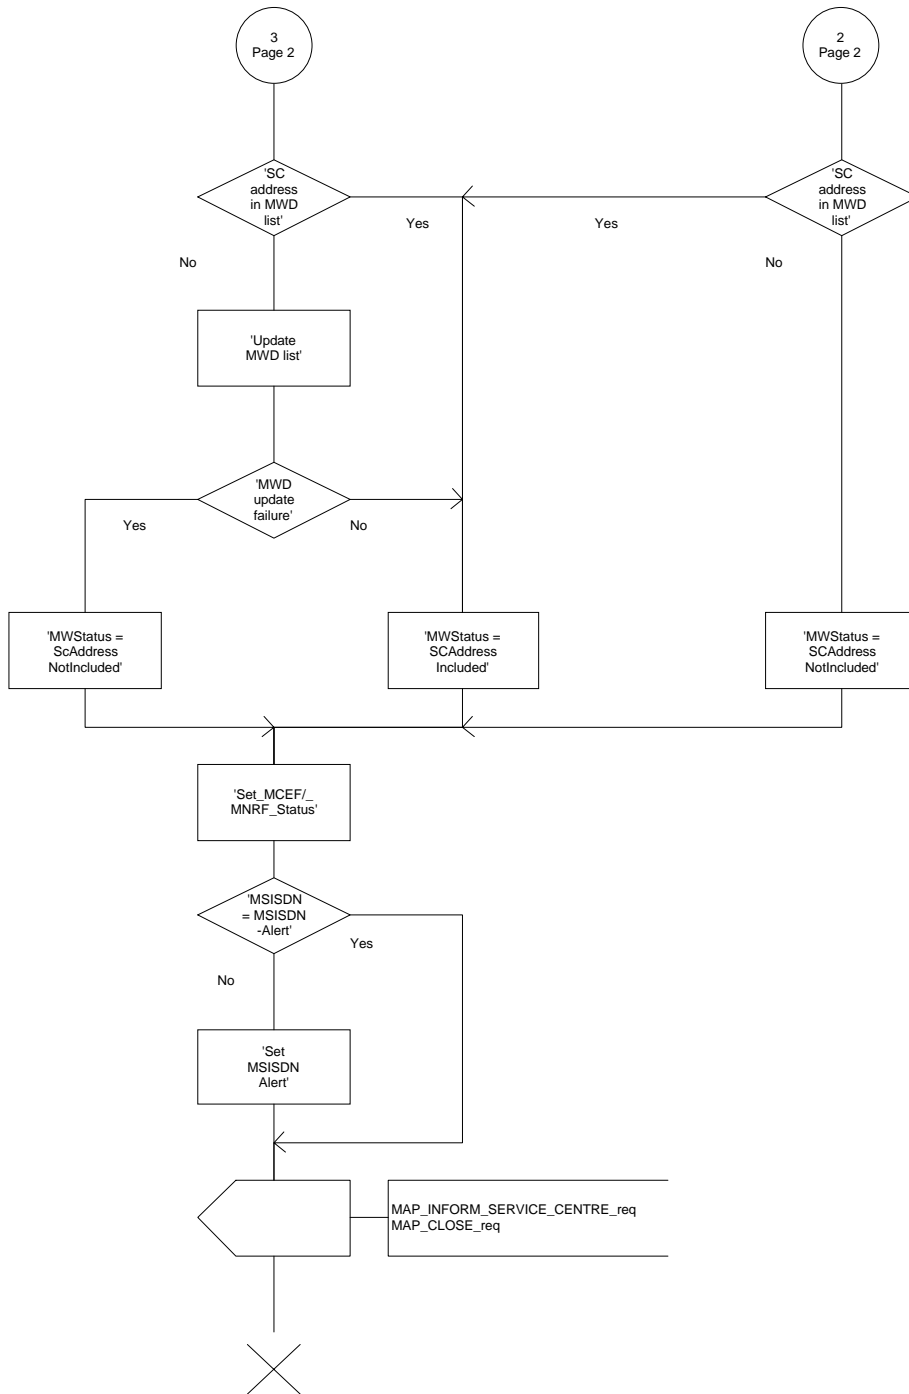 3
Page 2
2
Page 2
'SC
address
in MWD
list'
'SC
address
in MWD
list'
Yes
Yes
No
No
'Update
MWD list'
'MWD
update
failure'
Yes
No
'MWStatus =
ScAddress
NotIncluded'
'MWStatus =
SCAddress
Included'
'MWStatus =
SCAddress
NotIncluded'
'Set_MCEF/_
MNRF_Status'
'MSISDN
= MSISDN
-Alert'
Yes
No
'Set
MSISDN
Alert'
MAP_INFORM_SERVICE_CENTRE_req
MAP_CLOSE_req